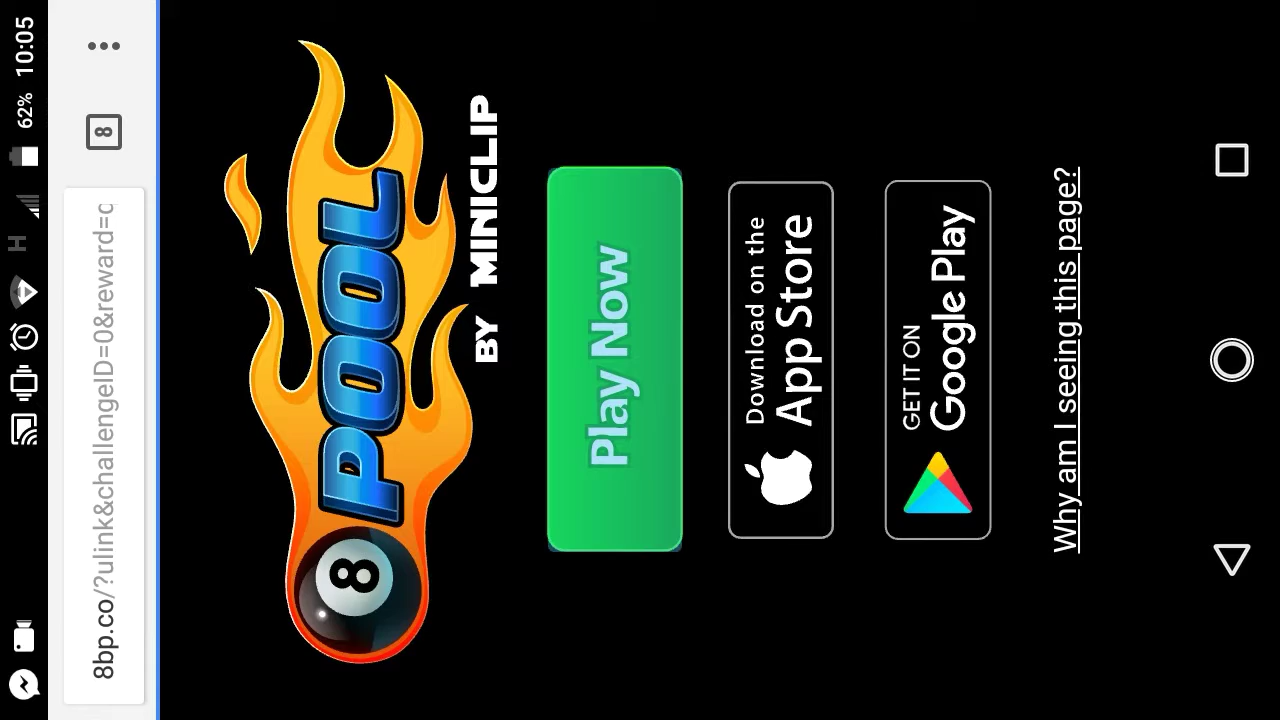 62% 10:05
H
8bp.co/?ulink&challengeID=0&reward=c
8
8 POOL
BY MINICLIP
Play Now
Download on the
App Store
GET IT ON
Google Play
Why am I seeing this page?